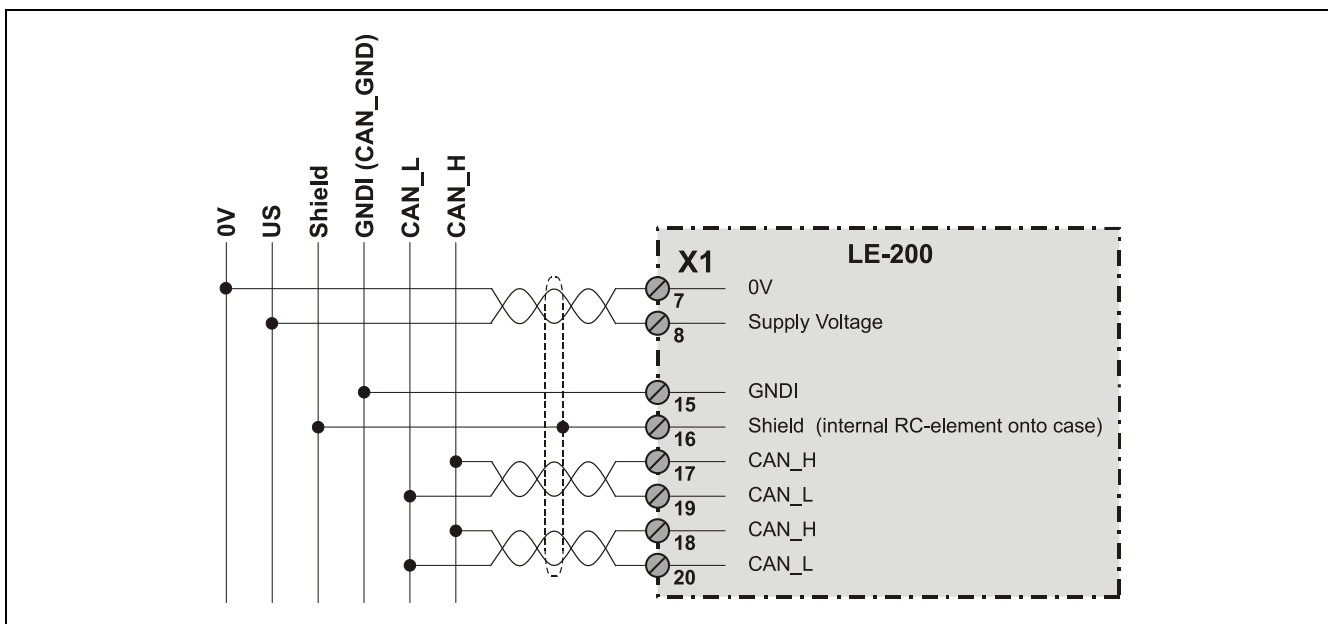 0V
US
Shield
GNDI (CAN_GND)
CAN_L
CAN_H
X1
LE-200
7
0V
8
Supply Voltage
15
GNDI
16
Shield (internal RC-element onto case)
17
CAN_H
19
CAN_L
18
CAN_H
20
CAN_L